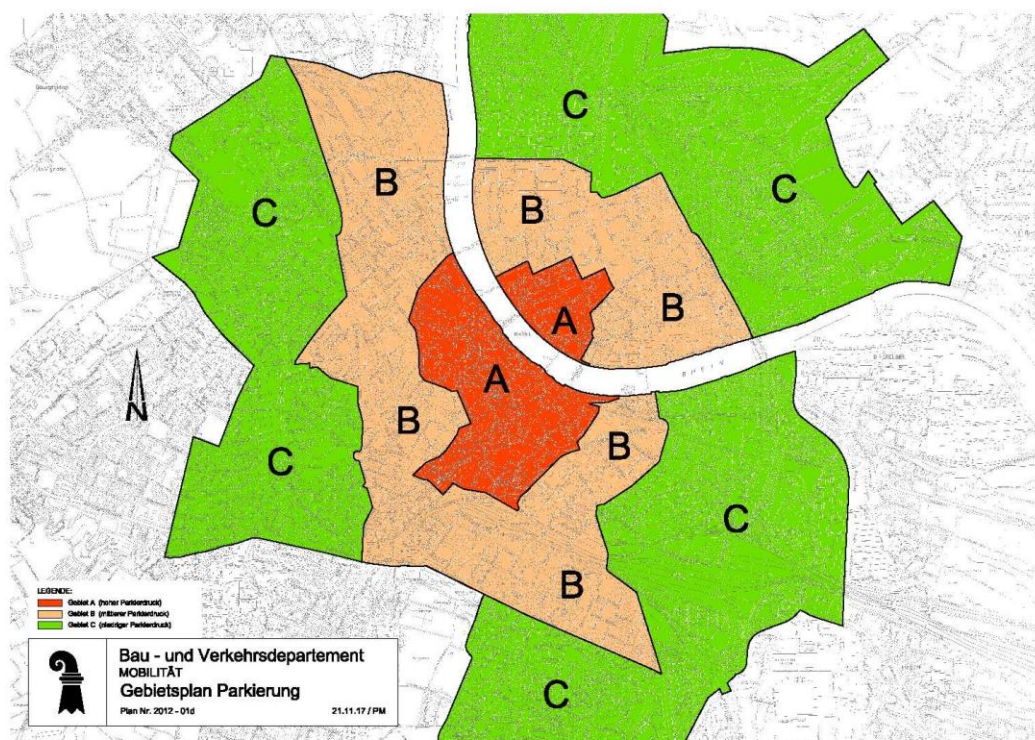 C
C
B
C
B
B
A
A
B
B
C
C
B
C
RHEIN
N
LEGENDE:
Gebiet A (hoher Parkierdruck)
Gebiet B (mittlerer Parkierdruck)
Gebiet C (niedriger Parkierdruck)
Bau - und Verkehrsdepartement
MOBILITÄT
Gebietsplan Parkierung
Plan Nr. 2012 - 01d 21.11.17 / PM